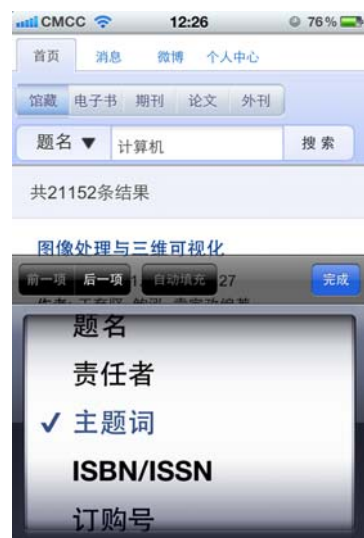 CMCC 12:26 76%
首页 消息 微博 个人中心
馆藏 电子书 期刊 论文 外刊
题名 ▼ 计算机 搜索
共21152条结果
图像处理与三维可视化
前一项 后一项 自动填充 27 完成
题名
责任者
✓ 主题词
ISBN/ISSN
订购号